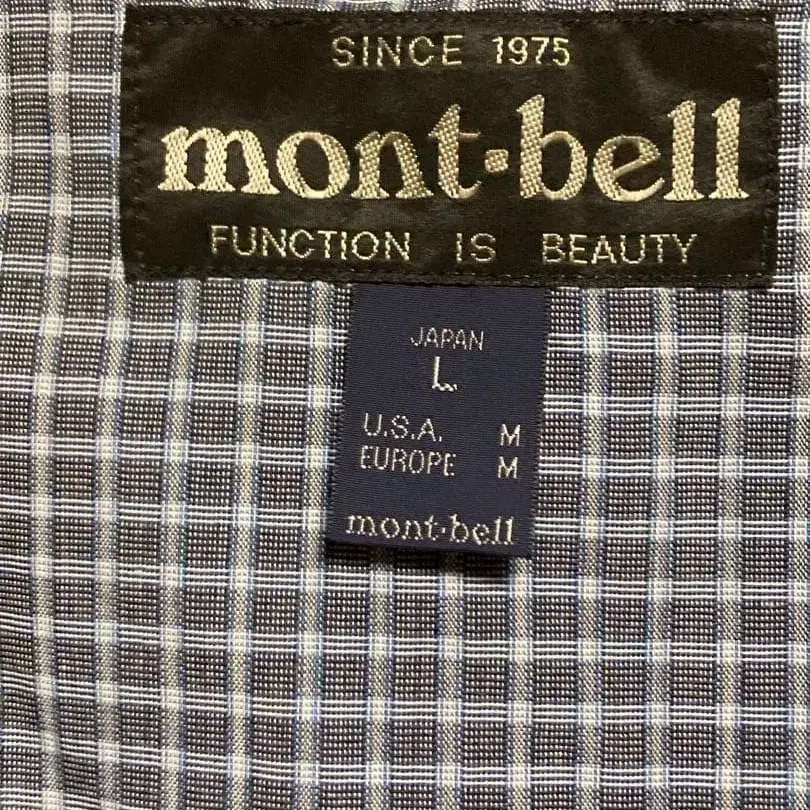 SINCE 1975
mont·bell
FUNCTION IS BEAUTY
JAPAN
L
U.S.A. M
EUROPE M
mont·bell